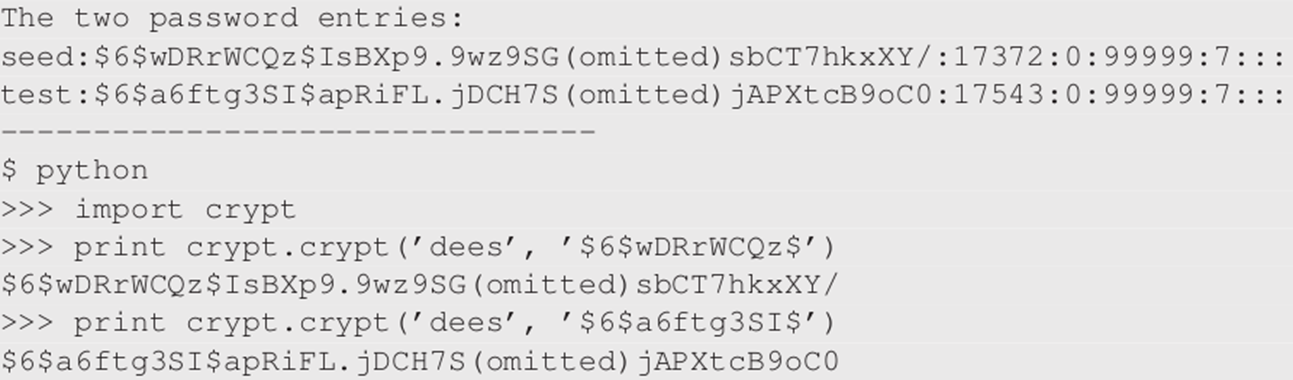 The two password entries:
seed:$6$wDRrWCQz$IsBXp9.9wz9SG(omitted)sbCT7hkxXY/:17372:0:99999:7:::
test:$6$a6ftg3SI$apRiFL.jDCH7S(omitted)jAPXtcB9oC0:17543:0:99999:7:::
--------------------------------
$ python
>>> import crypt
>>> print crypt.crypt(’dees’, ’$6$wDRrWCQz$’)
$6$wDRrWCQz$IsBXp9.9wz9SG(omitted)sbCT7hkxXY/
>>> print crypt.crypt(’dees’, ’$6$a6ftg3SI$’)
$6$a6ftg3SI$apRiFL.jDCH7S(omitted)jAPXtcB9oC0